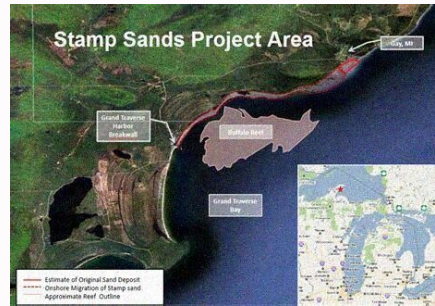 Stamp Sands Project Area
Gay, MI
Grand Traverse
Harbor
Breakwall
Buffalo Reef
Grand Traverse
Bay
Estimate of Original Sand Deposit
Onshore Migration of Stamp sand
Approximate Reef Outline